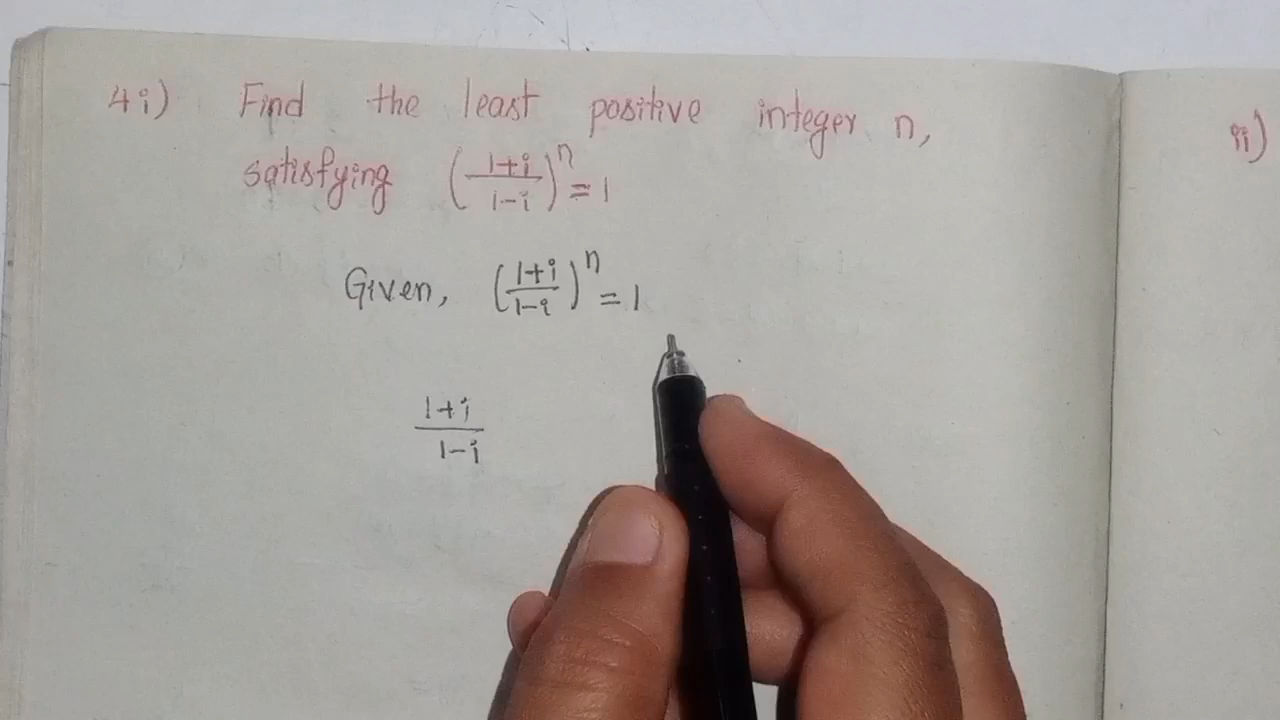 4i) Find the least positive integer n,
satisfying (1+i/1-i)^n = 1
ii)
Given, (1+i/1-i)^n = 1
1+i/1-i